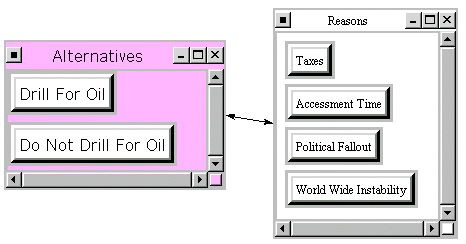 Alternatives
Drill For Oil
Do Not Drill For Oil
Reasons
Taxes
Accessment Time
Political Fallout
World Wide Instability